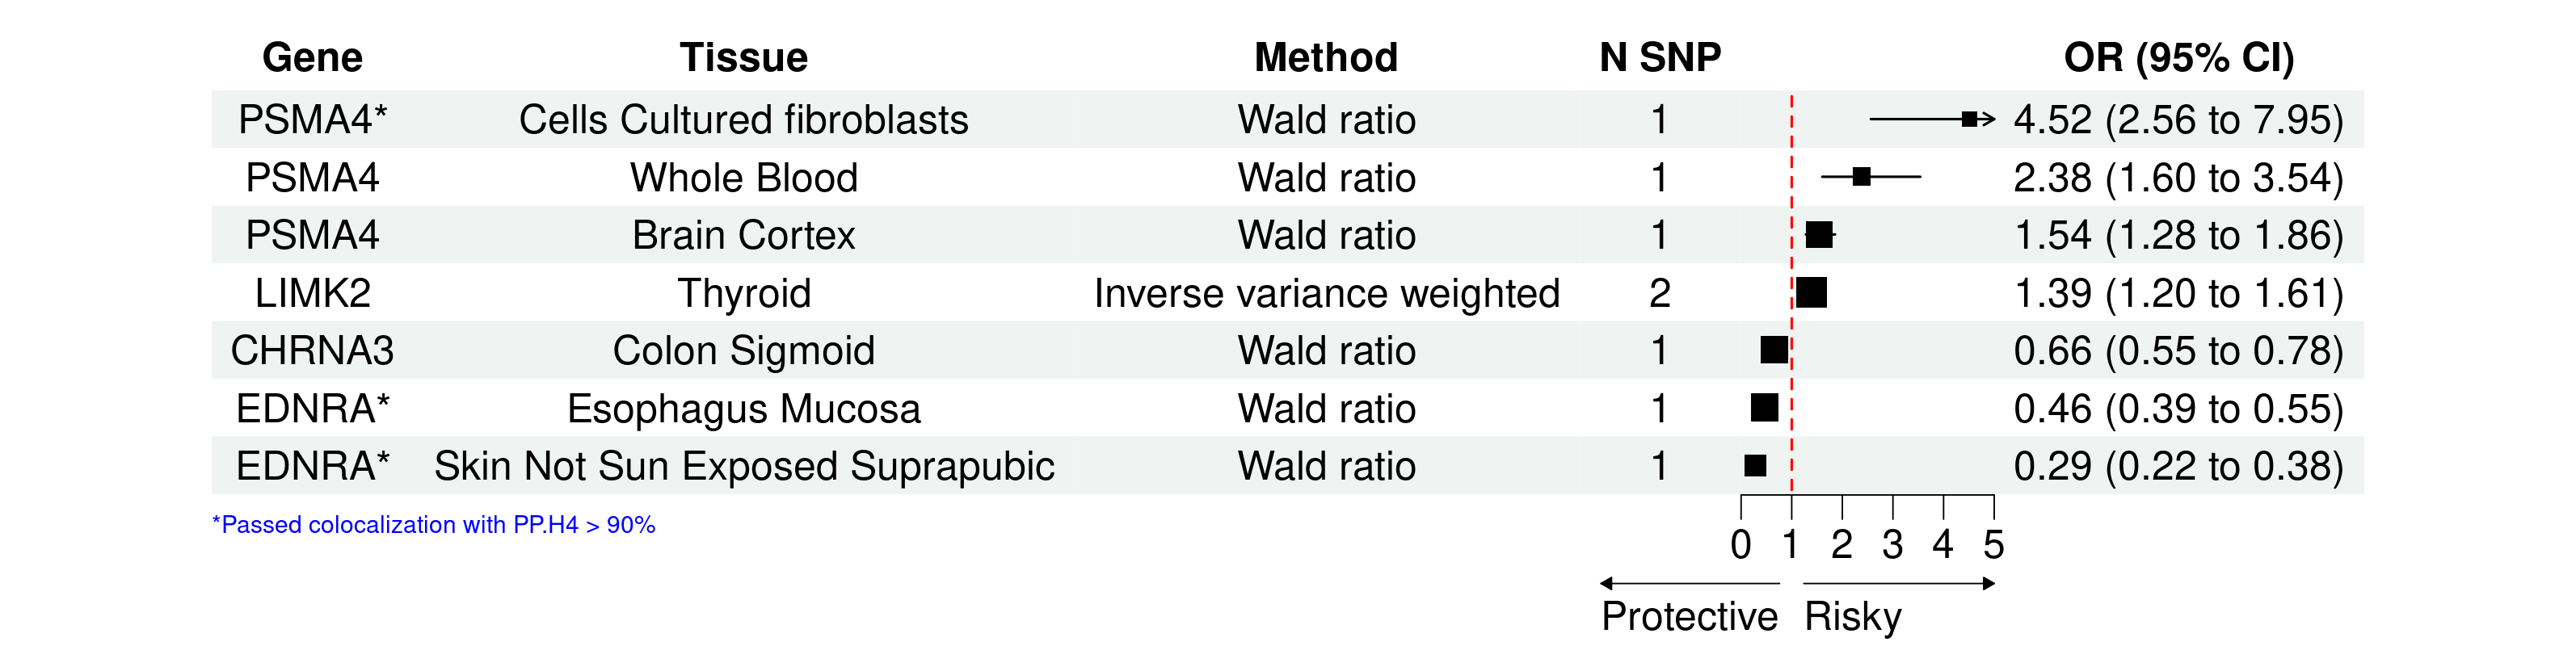 Gene Tissue Method N SNP OR (95% CI)
PSMA4* Cells Cultured fibroblasts Wald ratio 1 4.52 (2.56 to 7.95)
PSMA4 Whole Blood Wald ratio 1 2.38 (1.60 to 3.54)
PSMA4 Brain Cortex Wald ratio 1 1.54 (1.28 to 1.86)
LIMK2 Thyroid Inverse variance weighted 2 1.39 (1.20 to 1.61)
CHRNA3 Colon Sigmoid Wald ratio 1 0.66 (0.55 to 0.78)
EDNRA* Esophagus Mucosa Wald ratio 1 0.46 (0.39 to 0.55)
EDNRA* Skin Not Sun Exposed Suprapubic Wald ratio 1 0.29 (0.22 to 0.38)
*Passed colocalization with PP.H4 > 90%
0 1 2 3 4 5
Protective Risky